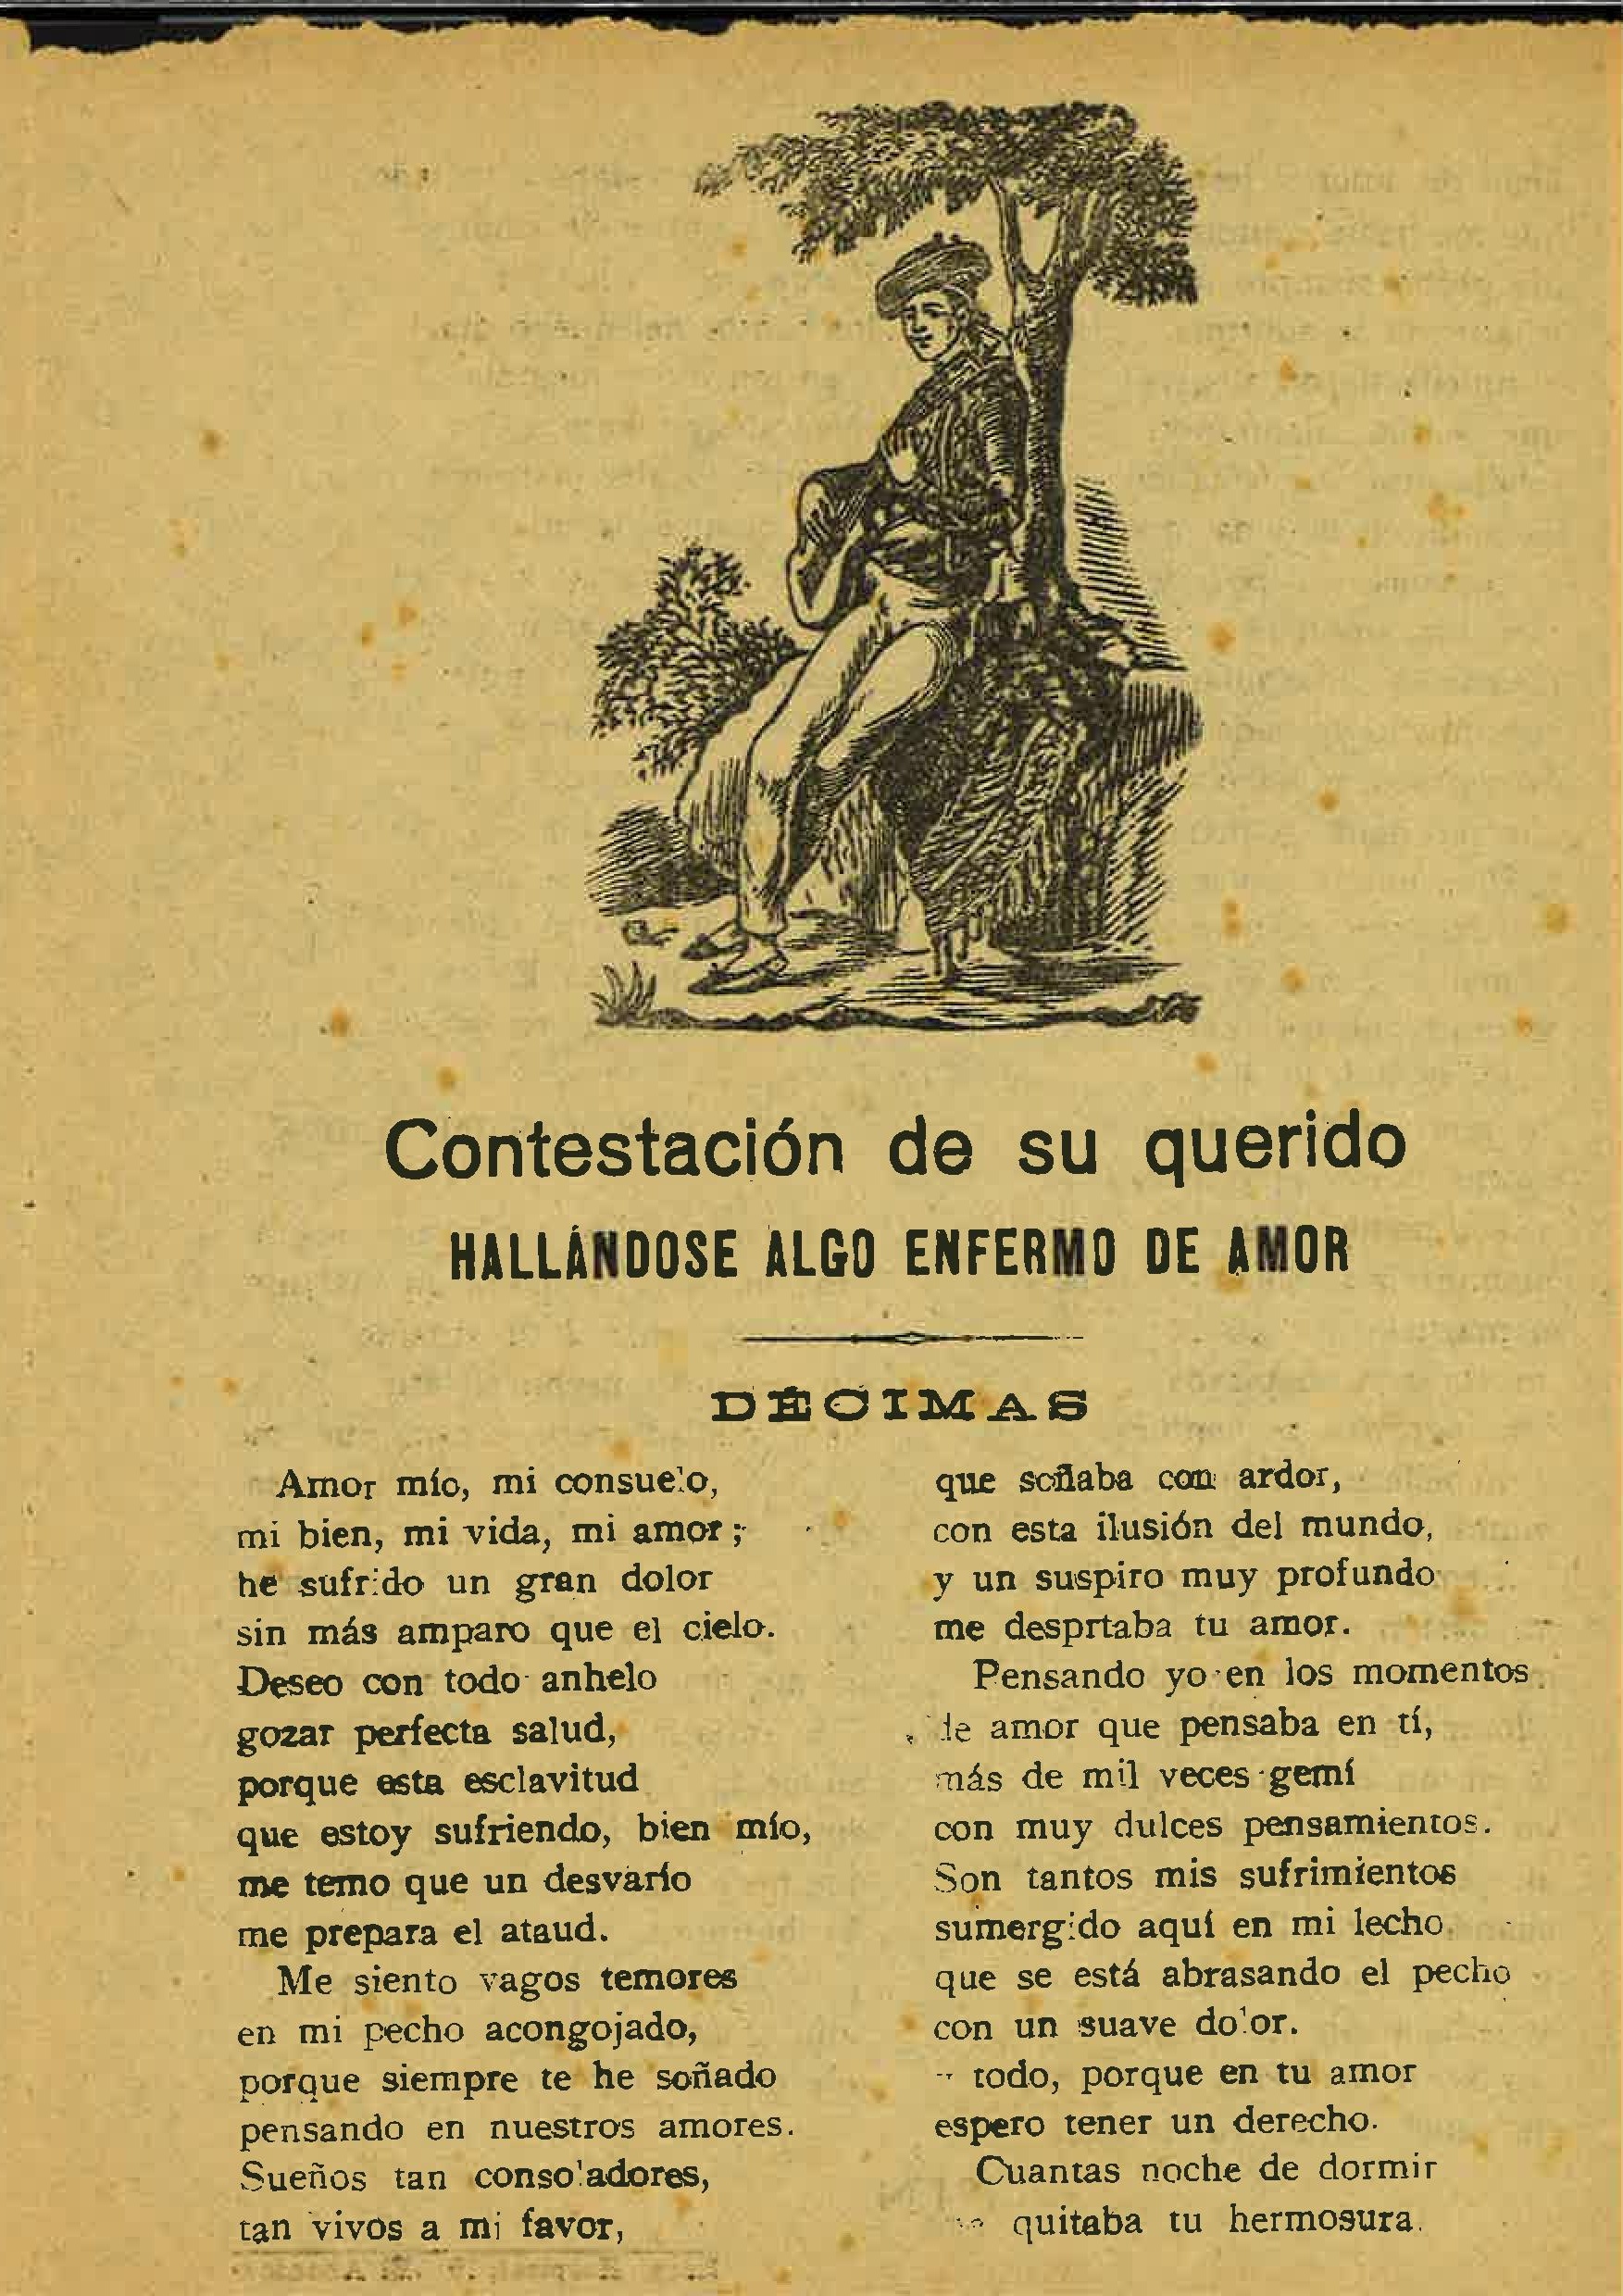 Contestación de su querido
HALLÁNDOSE ALGO ENFERMO DE AMOR
DÉCIMAS
Amor mío, mi consuelo,
mi bien, mi vida, mi amor;
he sufrido un gran dolor
sin más amparo que el cielo.
Deseo con todo anhelo
gozar perfecta salud,
porque esta esclavitud
que estoy sufriendo, bien mío,
me temo que un desvarío
me prepara el ataud.
Me siento vagos temores
en mi pecho acongojado,
porque siempre te he soñado
pensando en nuestros amores.
Sueños tan consoladores,
tan vivos a mi favor,
que soñaba con ardor,
con esta ilusión del mundo,
y un suspiro muy profundo
me desprtaba tu amor.
Pensando yo en los momentos
de amor que pensaba en tí,
más de mil veces gemí
con muy dulces pensamientos.
Son tantos mis sufrimientos
sumergido aquí en mi lecho
que se está abrasando el pecho
con un suave dolor.
todo, porque en tu amor
espero tener un derecho.
Cuantas noche de dormir
quitaba tu hermosura.